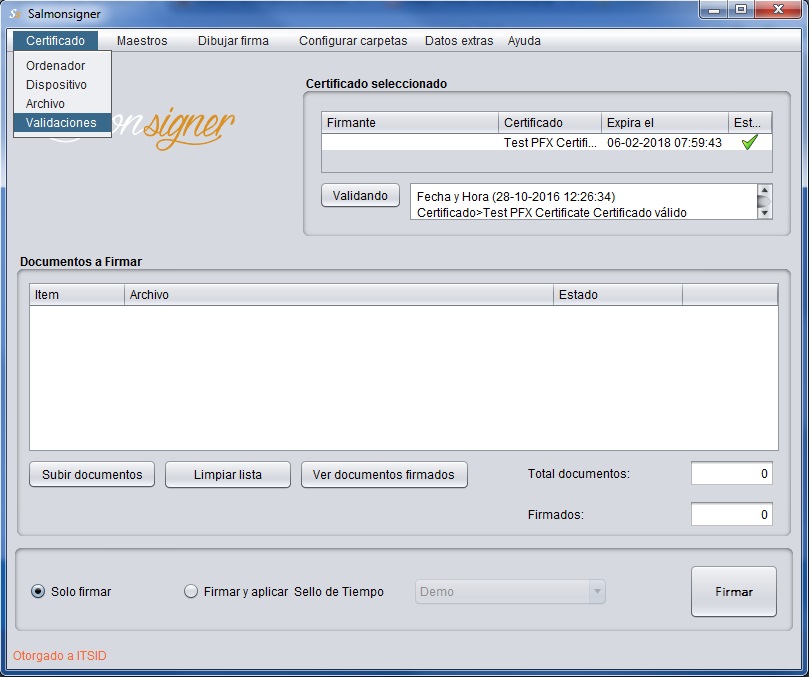 Salmonsigner
Certificado Maestros Dibujar firma Configurar carpetas Datos extras Ayuda
Ordenador
Dispositivo
Archivo
Validaciones
onsigner
Certificado seleccionado
Firmante Certificado Expira el Est...
Test PFX Certifi... 06-02-2018 07:59:43
Validando
Fecha y Hora (28-10-2016 12:26:34)
Certificado>Test PFX Certificate Certificado válido
Documentos a Firmar
Item Archivo Estado
Subir documentos Limpiar lista Ver documentos firmados Total documentos: 0
Firmados: 0
Solo firmar Firmar y aplicar Sello de Tiempo Demo Firmar
Otorgado a ITSID